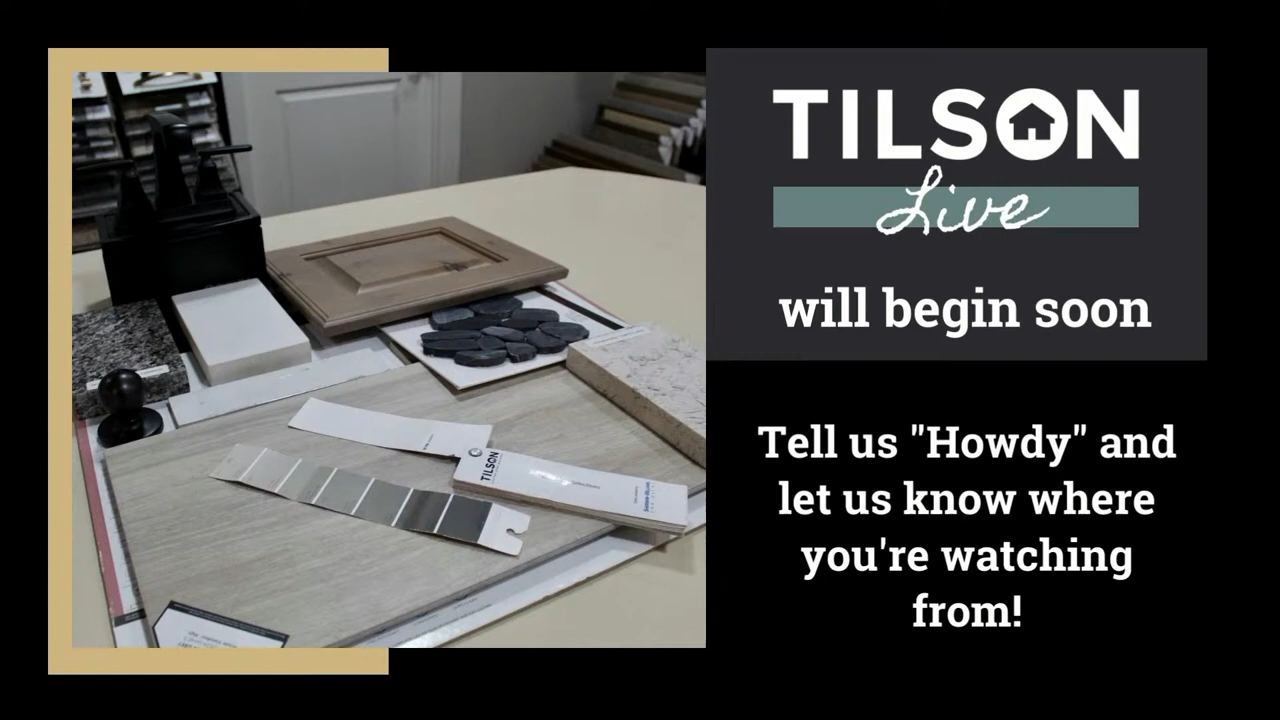 TILSON
Live
will begin soon
Tell us "Howdy" and
let us know where
you're watching
from!
TILSON